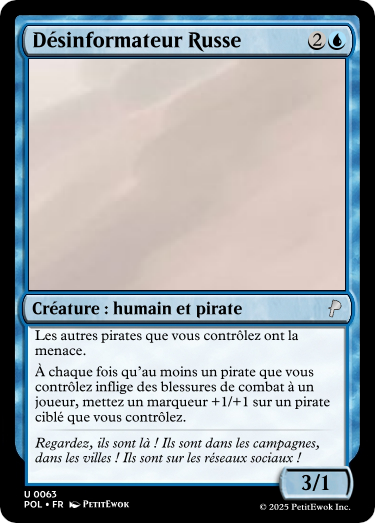 Désinformateur Russe 2
Créature : humain et pirate
Les autres pirates que vous contrôlez ont la
menace.
À chaque fois qu'au moins un pirate que vous
contrôlez inflige des blessures de combat à un
joueur, mettez un marqueur +1/+1 sur un pirate
ciblé que vous contrôlez.
Regardez, ils sont là ! Ils sont dans les campagnes,
dans les villes ! Ils sont sur les réseaux sociaux !
3/1
U 0063
POL • FR PetitEwok
© 2025 PetitEwok Inc.